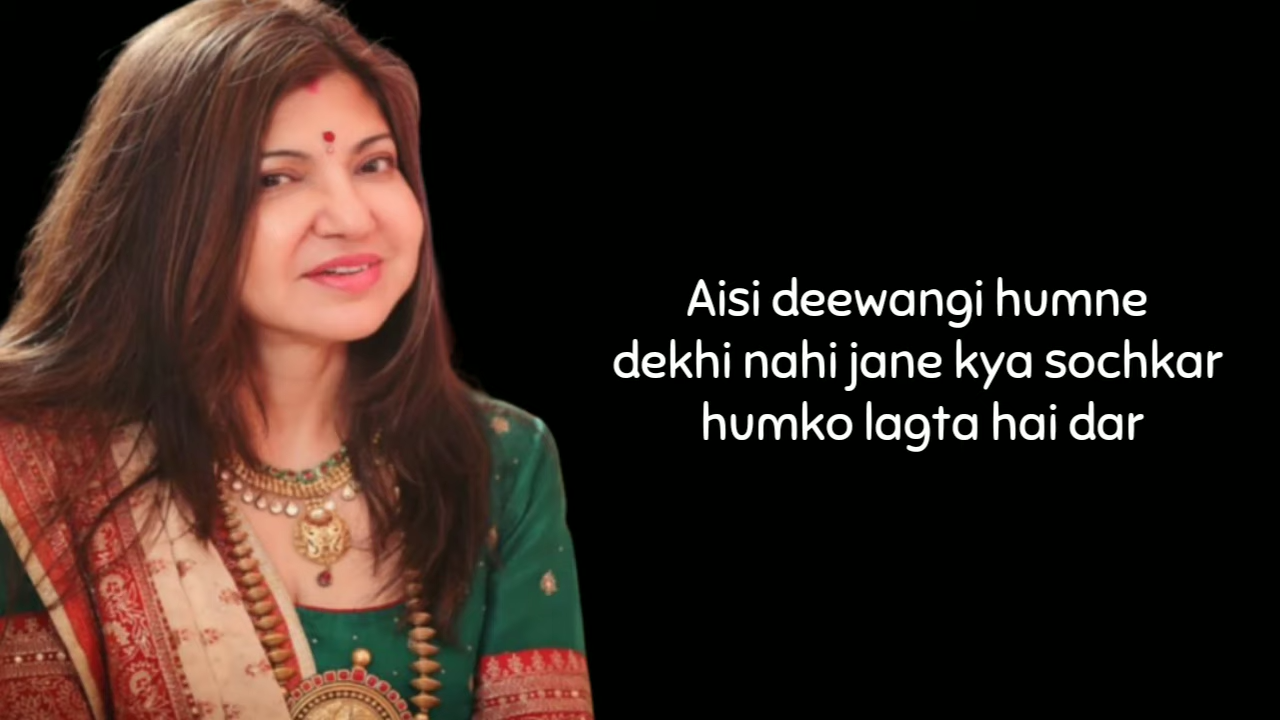 Aisi deewangi humne
dekhi nahi jane kya sochkar
humko lagta hai dar